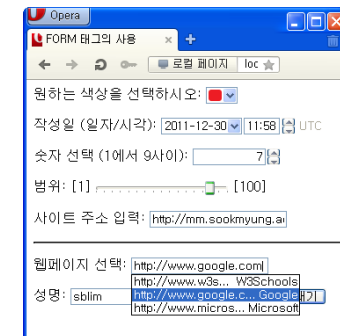 Opera
FORM 태그의 사용
로컬 페이지 loc
원하는 색상을 선택하시오:
작성일 (일자/시각): 2011-12-30 11:58 UTC
숫자 선택 (1에서 9사이): 7
범위: [1] [100]
사이트 주소 입력: http://mm.sookmyung.a
웹페이지 선택: http://www.google.com
http://www.w3s... W3Schools
성명: sblim http://www.google.c... Google
http://www.micros... Microsoft